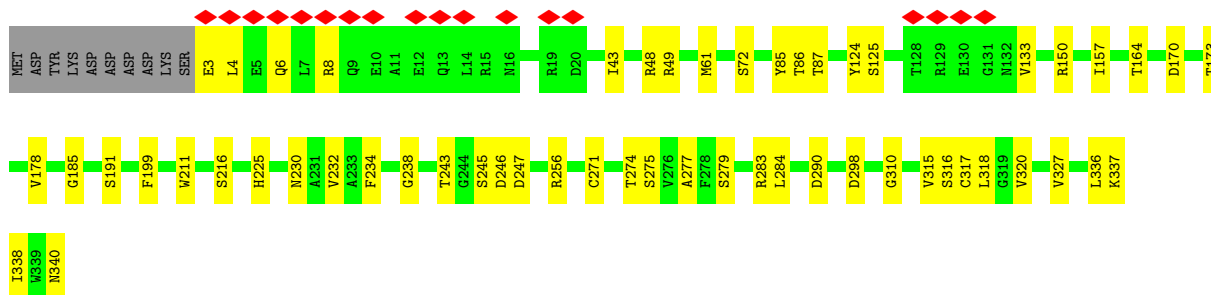 MET ASP TYR LYS ASP ASP ASP ASP LYS SER E3 L4 E5 Q6 L7 R8 Q9 E10 A11 E12 Q13 L14 R15 N16 R19 D20 I43 R48 R49 M61 S72 Y85 T86 T87 Y124 S125 T128 R129 E130 G131 N132 V133 R150 I157 T164 D170 T173
V178 G185 S191 F199 W211 S216 H225 N230 A231 V232 A233 F234 G238 T243 G244 S245 D246 D247 R256 C271 T274 S275 V276 A277 F278 S279 R283 L284 D290 D298 G310 V315 S316 C317 L318 G319 V320 V327 L336 K337
I338 W339 N340